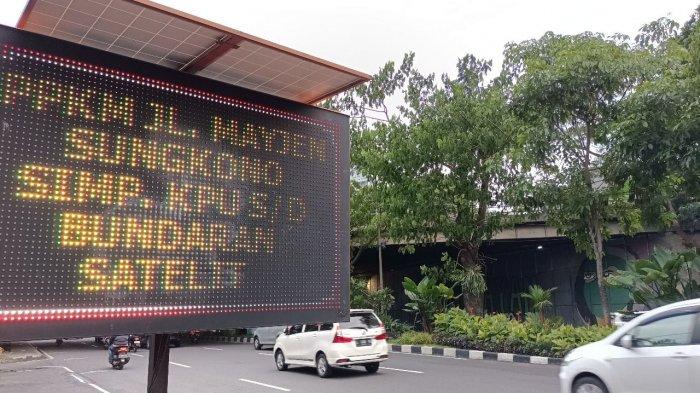 PPKM JL. MAYJEN
SUNGKONO
SIMP. KPU S/D
BUNDARAN
SATELIT